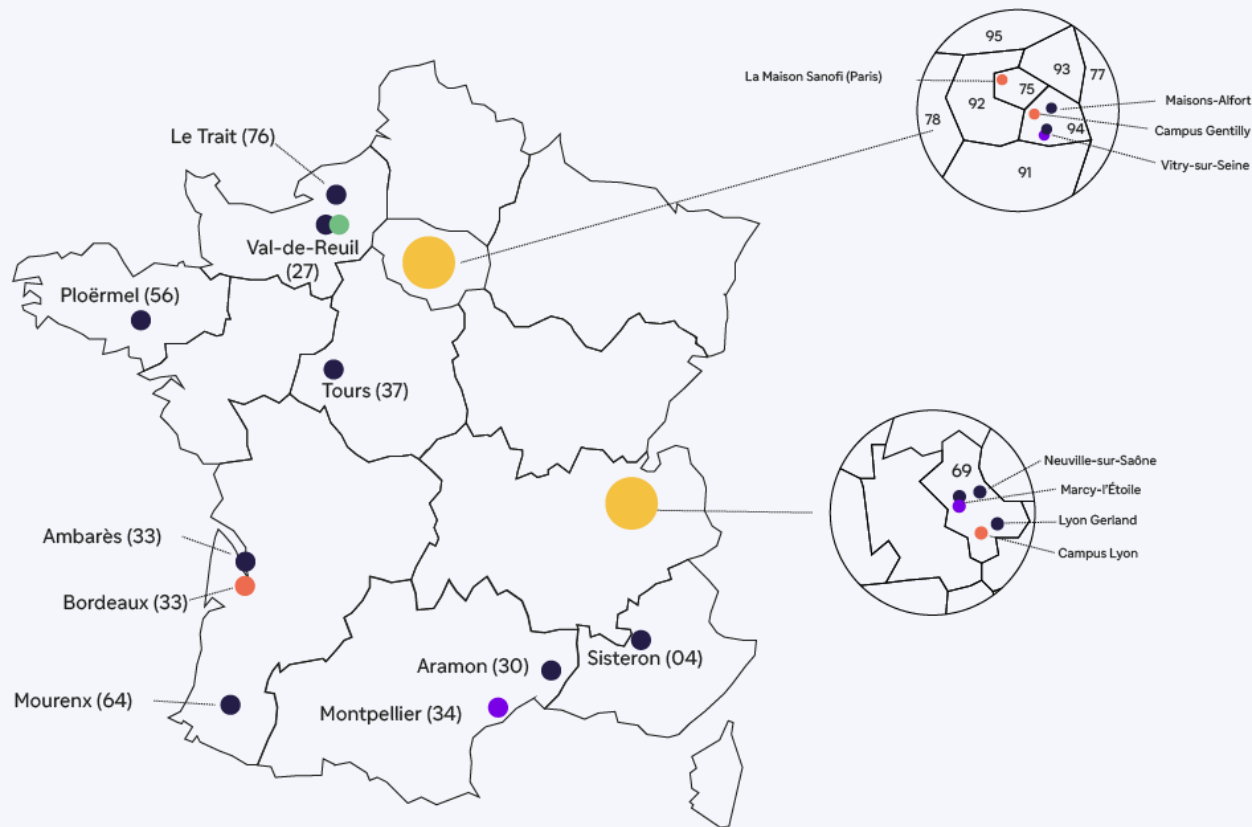 95
93
77
La Maison Sanofi (Paris)
75
92
Maisons-Alfort
78
94
Campus Gentilly
Vitry-sur-Seine
91
Le Trait (76)
Val-de-Reuil
(27)
Ploërmel (56)
Tours (37)
69
Neuville-sur-Saône
Marcy-l'Étoile
Lyon Gerland
Campus Lyon
Ambarès (33)
Bordeaux (33)
Aramon (30)
Sisteron (04)
Mourenx (64)
Montpellier (34)